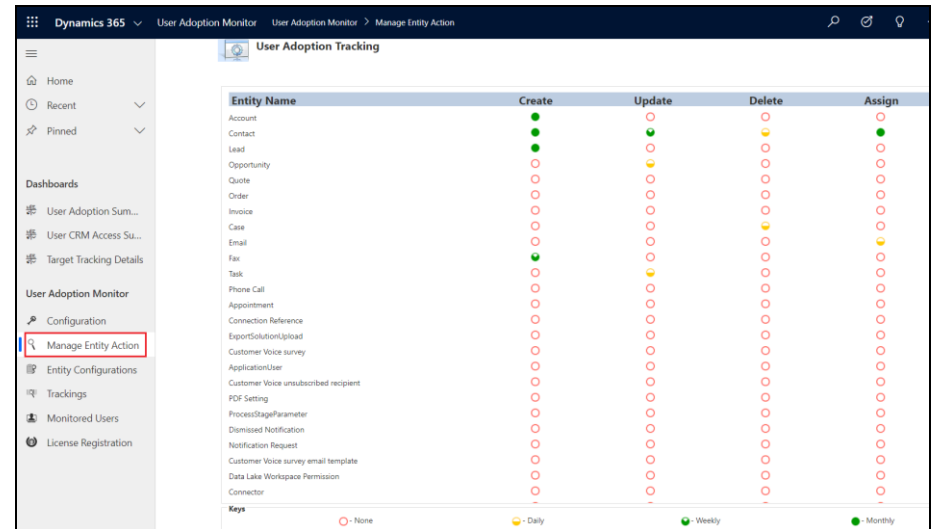 Dynamics 365 User Adoption Monitor User Adoption Monitor > Manage Entity Action
User Adoption Tracking
Home
Recent
Pinned
Dashboards
User Adoption Sum...
User CRM Access Su...
Target Tracking Details
User Adoption Monitor
Configuration
Manage Entity Action
Entity Configurations
Trackings
Monitored Users
License Registration
Entity Name Create Update Delete Assign
Account
Contact
Lead
Opportunity
Quote
Order
Invoice
Case
Email
Fax
Task
Phone Call
Appointment
Connection Reference
ExportSolutionUpload
Customer Voice survey
ApplicationUser
Customer Voice unsubscribed recipient
PDF Setting
ProcessStageParameter
Dismissed Notification
Notification Request
Customer Voice survey email template
Data Lake Workspace Permission
Connector
Keys
- None - Daily - Weekly - Monthly